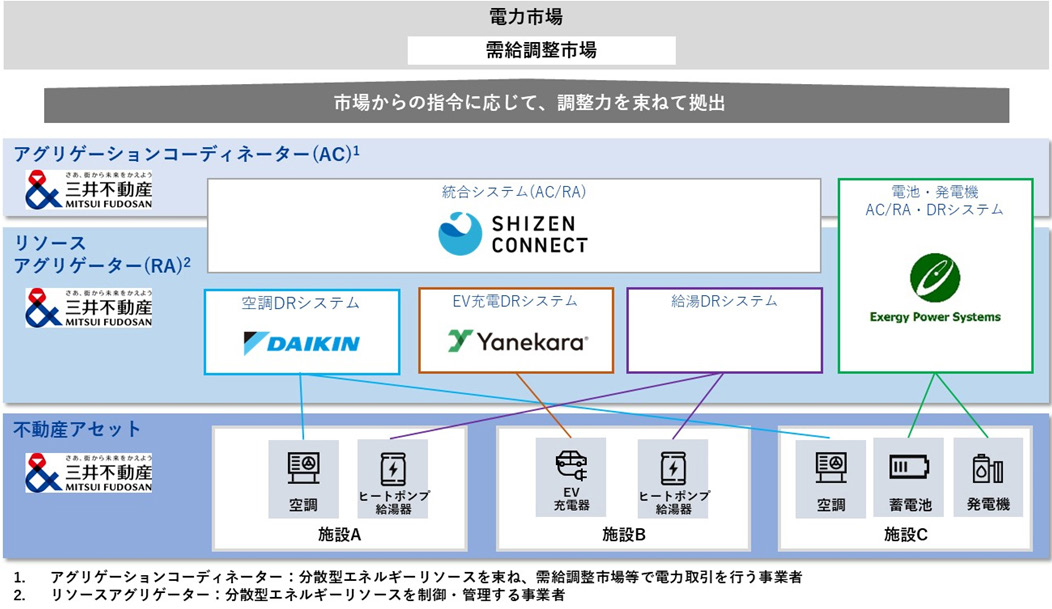 電力市場
需給調整市場
市場からの指令に応じて、調整力を束ねて拠出
アグリゲーションコーディネーター(AC)1
さあ、街から未来をかえよう
三井不動産
MITSUI FUDOSAN
統合システム(AC/RA)
SHIZEN
CONNECT
電池・発電機
AC/RA・DRシステム
Exergy Power Systems
リソース
アグリゲーター(RA)2
さあ、街から未来をかえよう
三井不動産
MITSUI FUDOSAN
空調DRシステム
DAIKIN
EV充電DRシステム
Yanekara
給湯DRシステム
不動産アセット
さあ、街から未来をかえよう
三井不動産
MITSUI FUDOSAN
空調
ヒートポンプ
給湯器
施設A
EV
充電器
ヒートポンプ
給湯器
施設B
空調
蓄電池
発電機
施設C
1. アグリゲーションコーディネーター：分散型エネルギーリソースを束ね、需給調整市場等で電力取引を行う事業者
2. リソースアグリゲーター：分散型エネルギーリソースを制御・管理する事業者